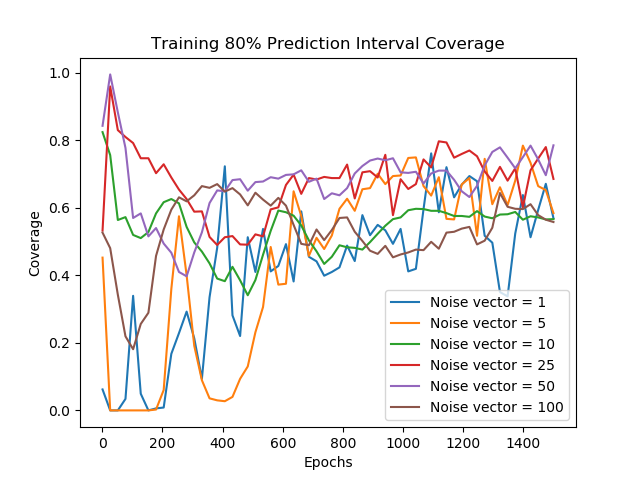 Training 80% Prediction Interval Coverage
Coverage
1.0
0.8
0.6
0.4
0.2
0.0
Noise vector = 1
Noise vector = 5
Noise vector = 10
Noise vector = 25
Noise vector = 50
Noise vector = 100
0 200 400 600 800 1000 1200 1400
Epochs